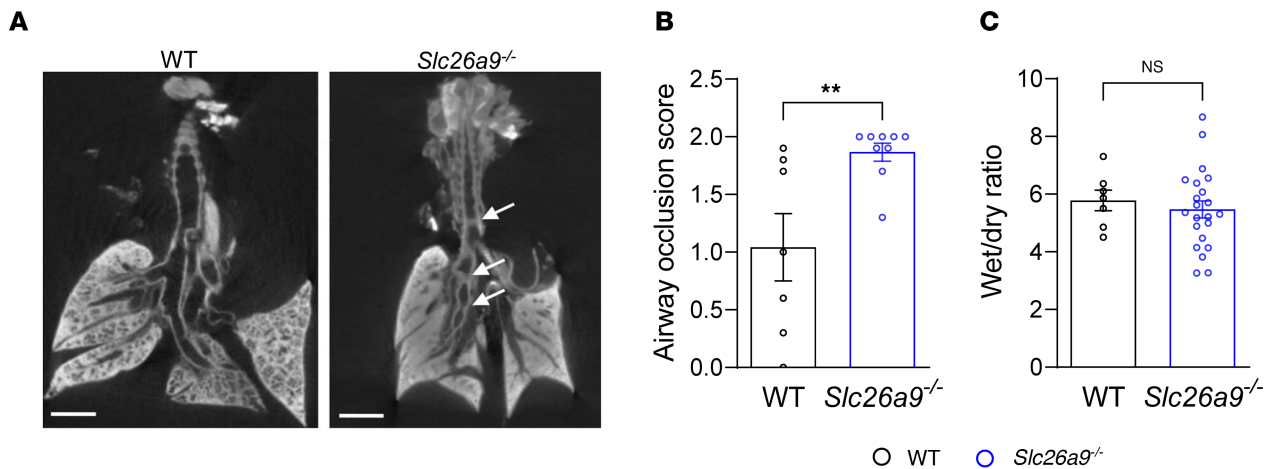 A
WT
Slc26a9-/-
B
Airway occlusion score
2.5
2.0
1.5
1.0
0.5
0.0
**
WT
Slc26a9-/-
C
Wet/dry ratio
10
8
6
4
2
0
NS
WT
Slc26a9-/-
WT
Slc26a9-/-